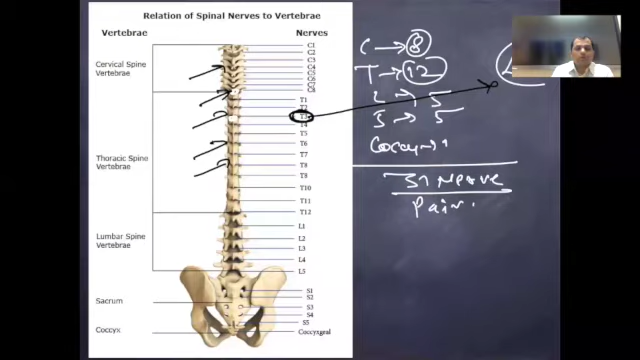 Relation of Spinal Nerves to Vertebrae
Vertebrae
Nerves
Cervical Spine
Vertebrae
Thoracic Spine
Vertebrae
Lumbar Spine
Vertebrae
Sacrum
Coccyx
C1
C2
C3
C4
C5
C6
C7
C8
T1
T2
T3
T4
T5
T6
T7
T8
T8
T10
T11
T12
L1
L2
L3
L4
L5
S1
S2
S3
S4
S5
Coccyxgeal
C → 8
T → 12
L → 5
S → 5
Coccyx → 1
31 Nerve
Pair.